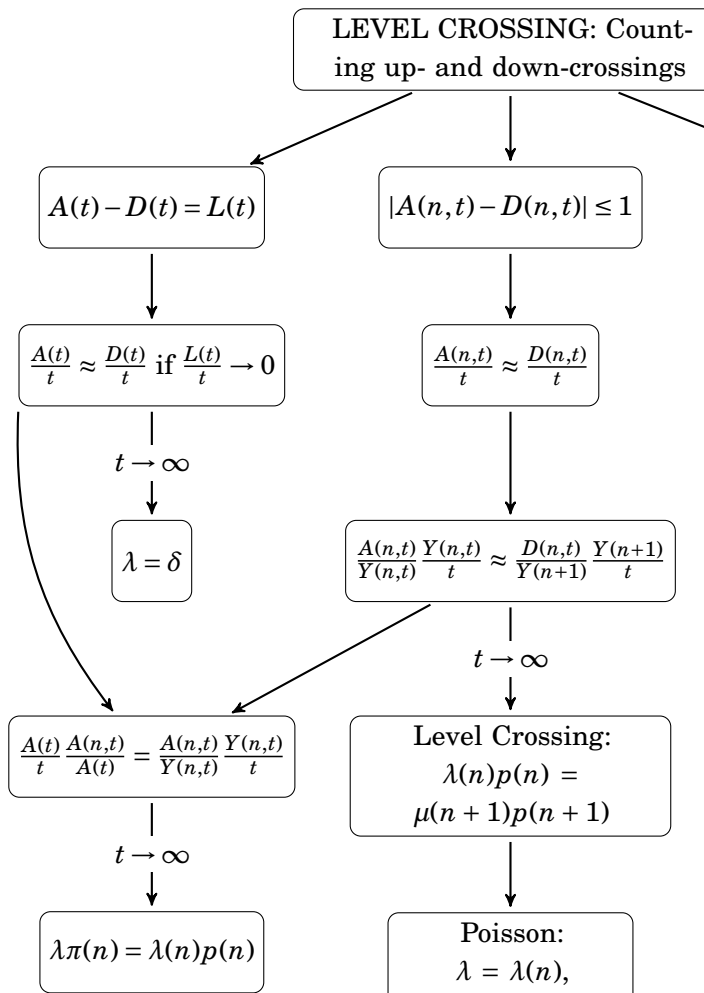 LEVEL CROSSING: Count-
ing up- and down-crossings
A(t) − D(t) = L(t)
|A(n,t) − D(n,t)| ≤ 1
A(t)/t ≈ D(t)/t if L(t)/t → 0
A(n,t)/t ≈ D(n,t)/t
t → ∞
λ = δ
A(n,t)/Y(n,t) Y(n,t)/t ≈ D(n,t)/Y(n+1) Y(n+1)/t
t → ∞
A(t)/t A(n,t)/A(t) = A(n,t)/Y(n,t) Y(n,t)/t
Level Crossing:
λ(n)p(n) =
μ(n + 1)p(n + 1)
t → ∞
λπ(n) = λ(n)p(n)
Poisson:
λ = λ(n),